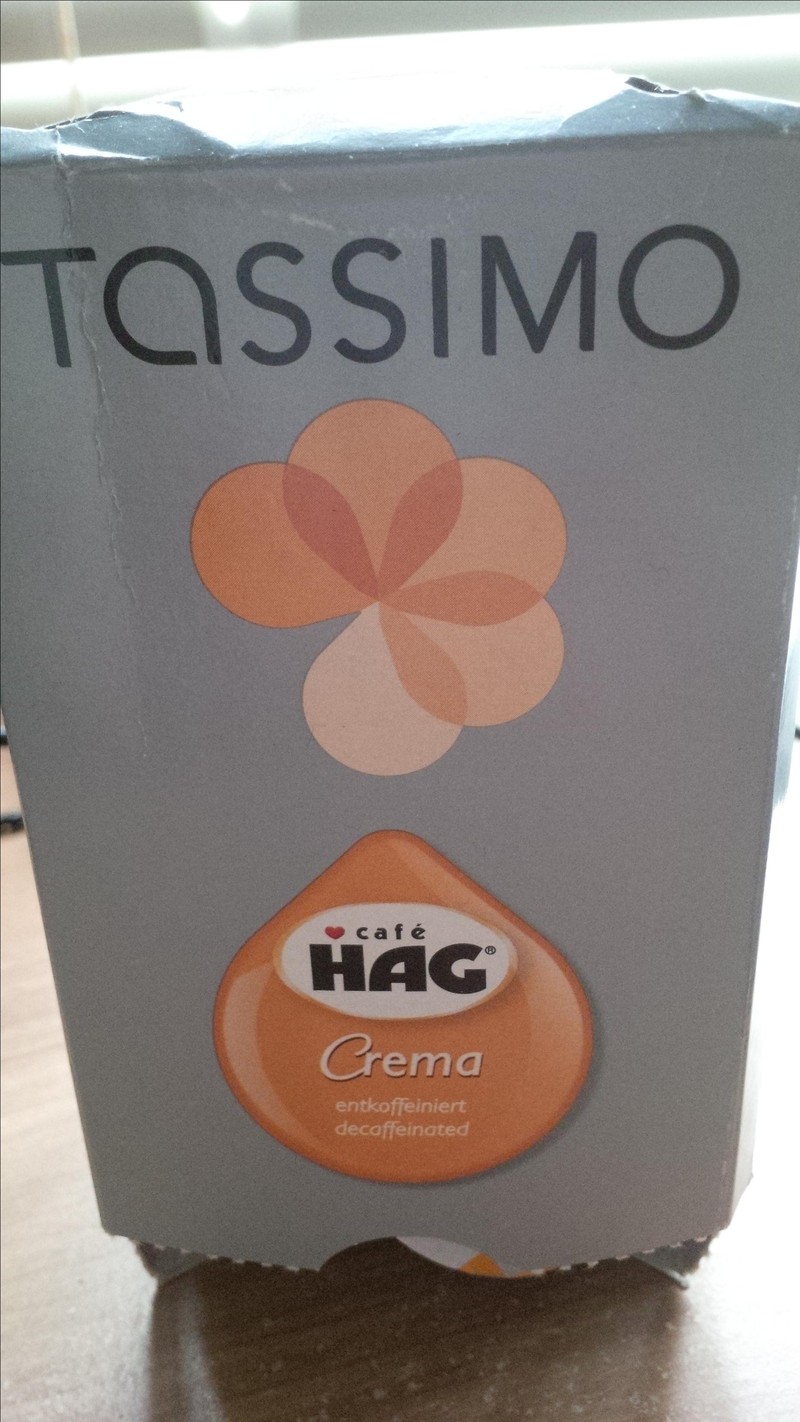 TASSIMO
café
HAG®
Crema
entkoffeiniert
decaffeinated